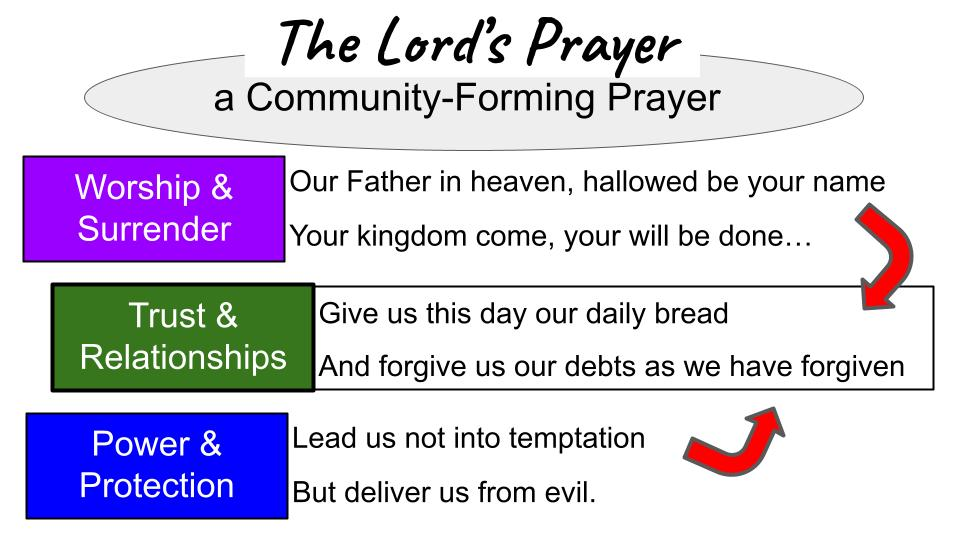 The Lord's Prayer
a Community-Forming Prayer
Worship &
Surrender
Our Father in heaven, hallowed be your name
Your kingdom come, your will be done…
Trust &
Relationships
Give us this day our daily bread
And forgive us our debts as we have forgiven
Power &
Protection
Lead us not into temptation
But deliver us from evil.